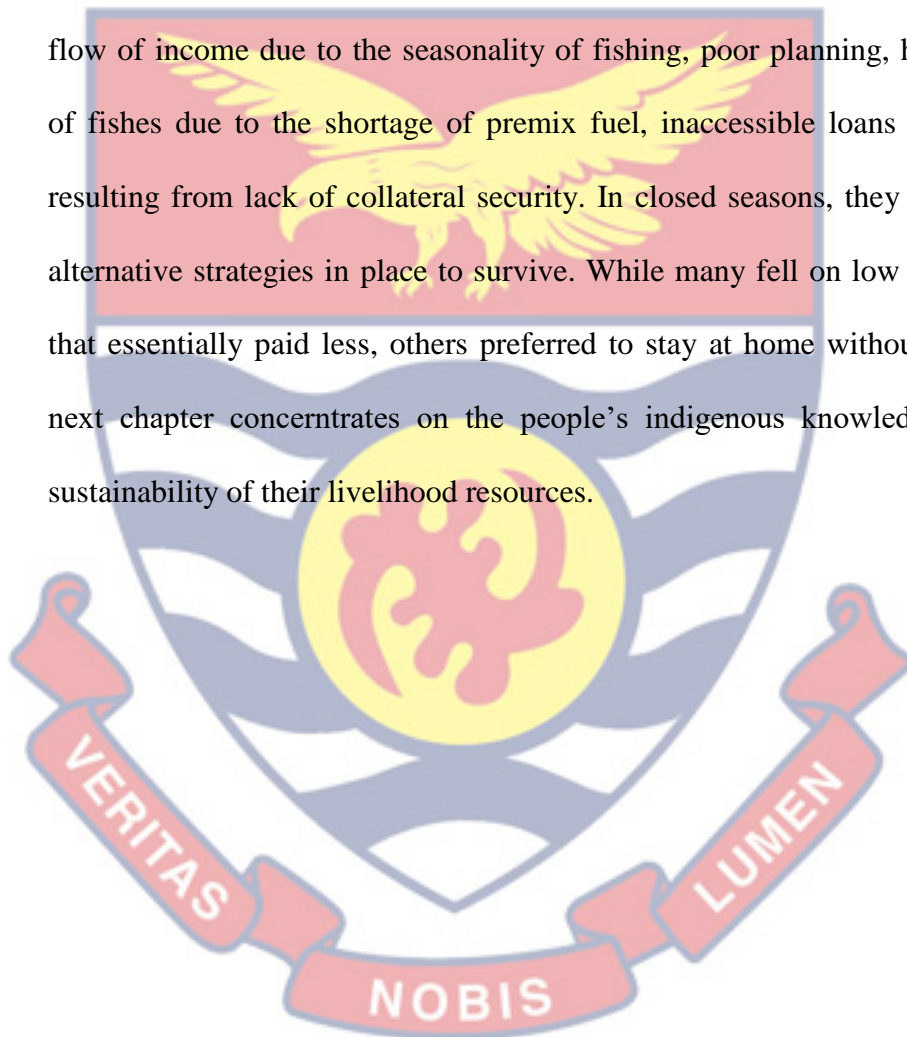 flow of income due to the seasonality of fishing, poor planning,
of fishes due to the shortage of premix fuel, inaccessible loans
resulting from lack of collateral security. In closed seasons, they
alternative strategies in place to survive. While many fell on low
that essentially paid less, others preferred to stay at home
next chapter concerntrates on the people’s indigenous
sustainability of their livelihood resources.
VERITAS
NOBIS
LUMEN